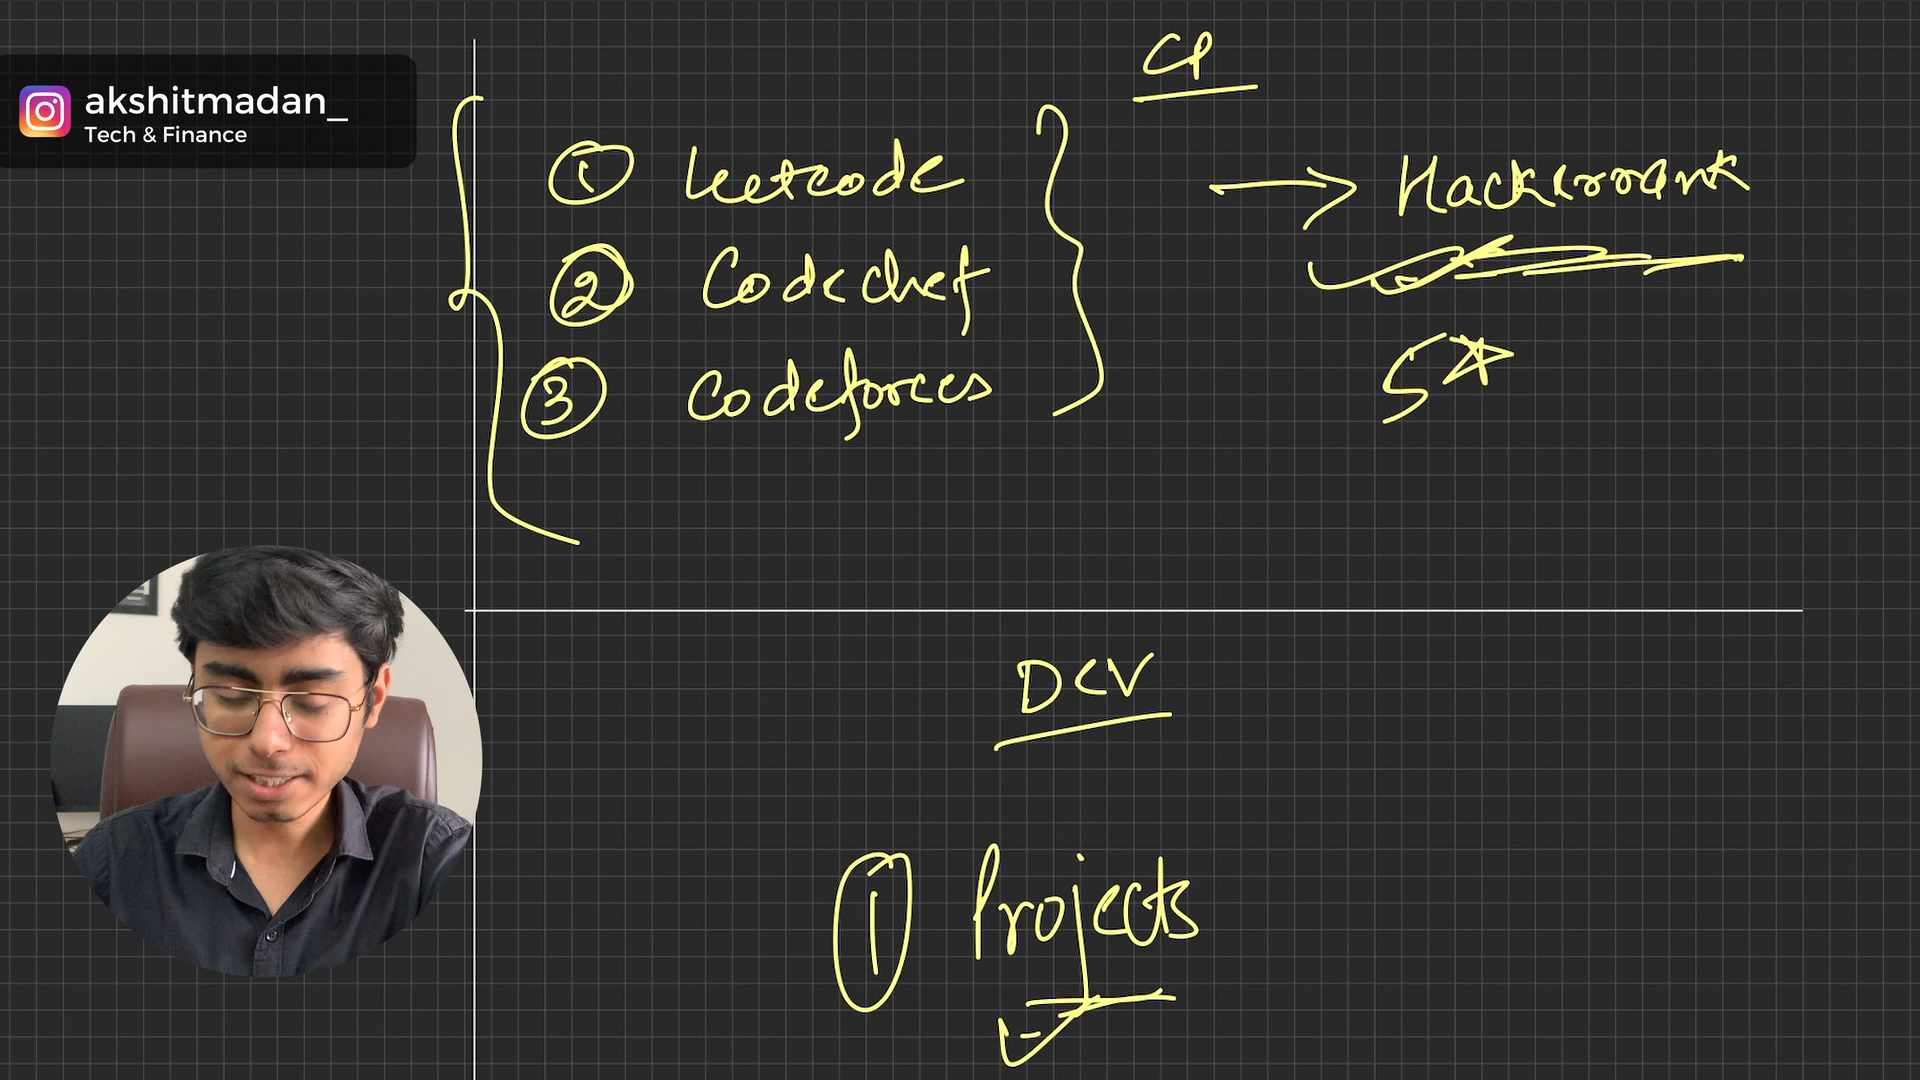 akshitmadan_
Tech & Finance
CP
① leetcode
② Codechef
③ Codeforces
→ Hackerrank
5☆
DEV
① Projects